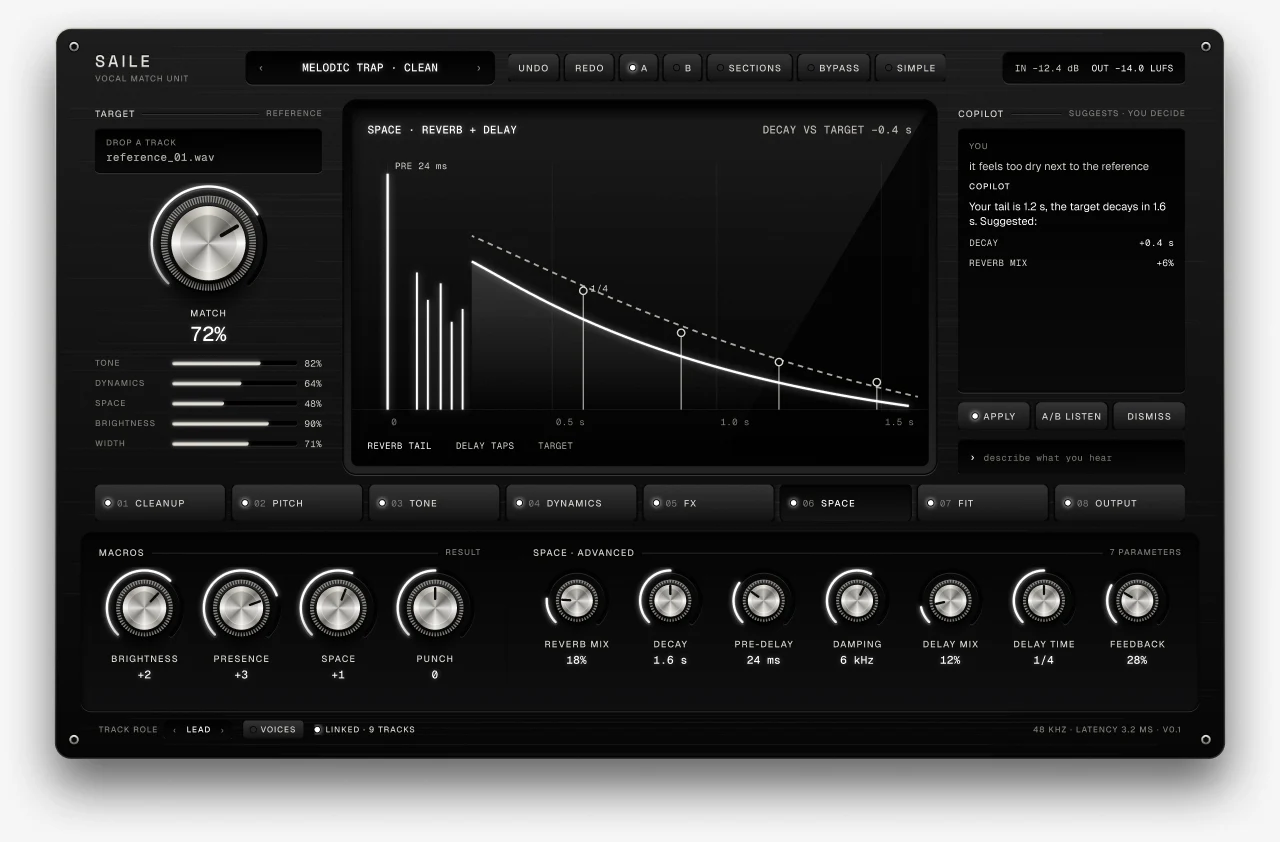 SAILE
VOCAL MATCH UNIT
‹ MELODIC TRAP · CLEAN ›
UNDO
REDO
A
B
SECTIONS
BYPASS
SIMPLE
IN −12.4 dB OUT −14.0 LUFS
TARGET
REFERENCE
DROP A TRACK
reference_01.wav
MATCH
72%
TONE 82%
DYNAMICS 64%
SPACE 48%
BRIGHTNESS 90%
WIDTH 71%
SPACE · REVERB + DELAY
DECAY VS TARGET −0.4 s
PRE 24 ms
1/4
0 0.5 s 1.0 s 1.5 s
REVERB TAIL DELAY TAPS TARGET
COPILOT
SUGGESTS · YOU DECIDE
YOU
it feels too dry next to the reference
COPILOT
Your tail is 1.2 s, the target decays in 1.6
s. Suggested:
DECAY +0.4 s
REVERB MIX +6%
APPLY
A/B LISTEN
DISMISS
› describe what you hear
01 CLEANUP
02 PITCH
03 TONE
04 DYNAMICS
05 FX
06 SPACE
07 FIT
08 OUTPUT
MACROS
RESULT
BRIGHTNESS
+2
PRESENCE
+3
SPACE
+1
PUNCH
0
SPACE · ADVANCED
7 PARAMETERS
REVERB MIX
18%
DECAY
1.6 s
PRE-DELAY
24 ms
DAMPING
6 kHz
DELAY MIX
12%
DELAY TIME
1/4
FEEDBACK
28%
TRACK ROLE ‹ LEAD ›
VOICES
LINKED · 9 TRACKS
48 KHZ · LATENCY 3.2 MS · V0.1